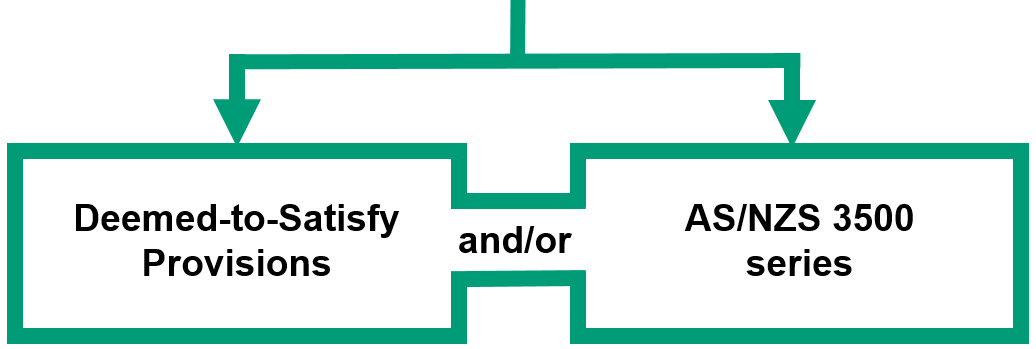 Deemed-to-Satisfy
Provisions
and/or
AS/NZS 3500
series